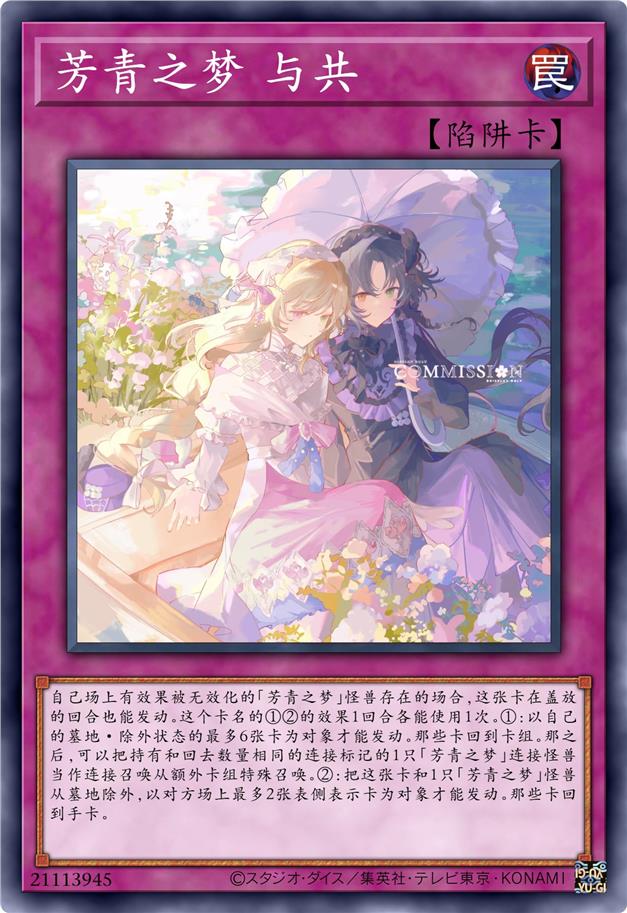 芳青之梦 与共
罠
【陷阱卡】
COMMISSION
自己场上有效果被无效化的「芳青之梦」怪兽存在的场合,这张卡在盖放
的回合也能发动。这个卡名的①②的效果1回合各能使用1次。①:以自己
的墓地·除外状态的最多6张卡为对象才能发动。那些卡回到卡组。那之
后,可以把持有和回去数量相同的连接标记的1只「芳青之梦」连接怪兽
当作连接召唤从额外卡组特殊召唤。②:把这张卡和1只「芳青之梦」怪兽
从墓地除外,以对方场上最多2张表侧表示卡为对象才能发动。那些卡回
到手卡。
21113945
©スタジオ·ダイス/集英社·テレビ東京·KONAMI
YU-GI